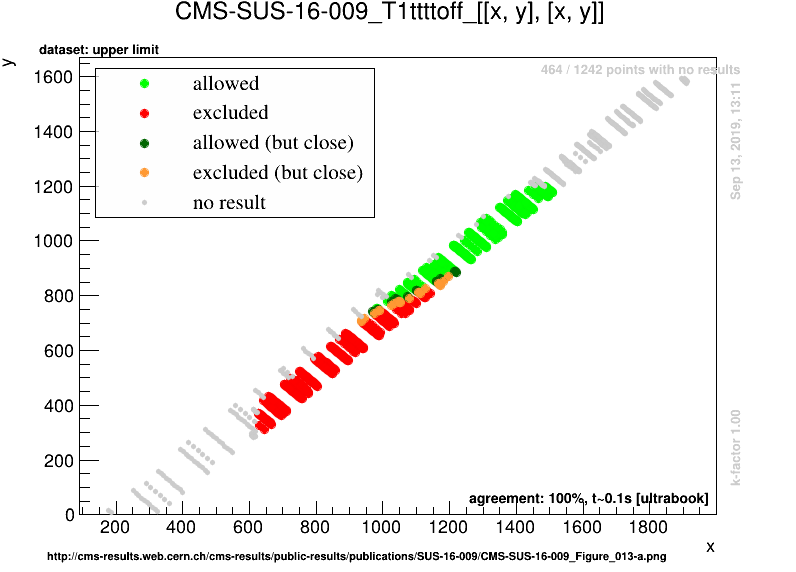 CMS-SUS-16-009_T1ttttoff_[[x, y], [x, y]]
dataset: upper limit
y
464 / 1242 points with no results
Sep 13, 2019, 13:11
allowed
excluded
allowed (but close)
excluded (but close)
no result
1600
1400
1200
1000
800
600
400
200
0
k-factor 1.00
agreement: 100%, t~0.1s [ultrabook]
200 400 600 800 1000 1200 1400 1600 1800
x
http://cms-results.web.cern.ch/cms-results/public-results/publications/SUS-16-009/CMS-SUS-16-009_Figure_013-a.png